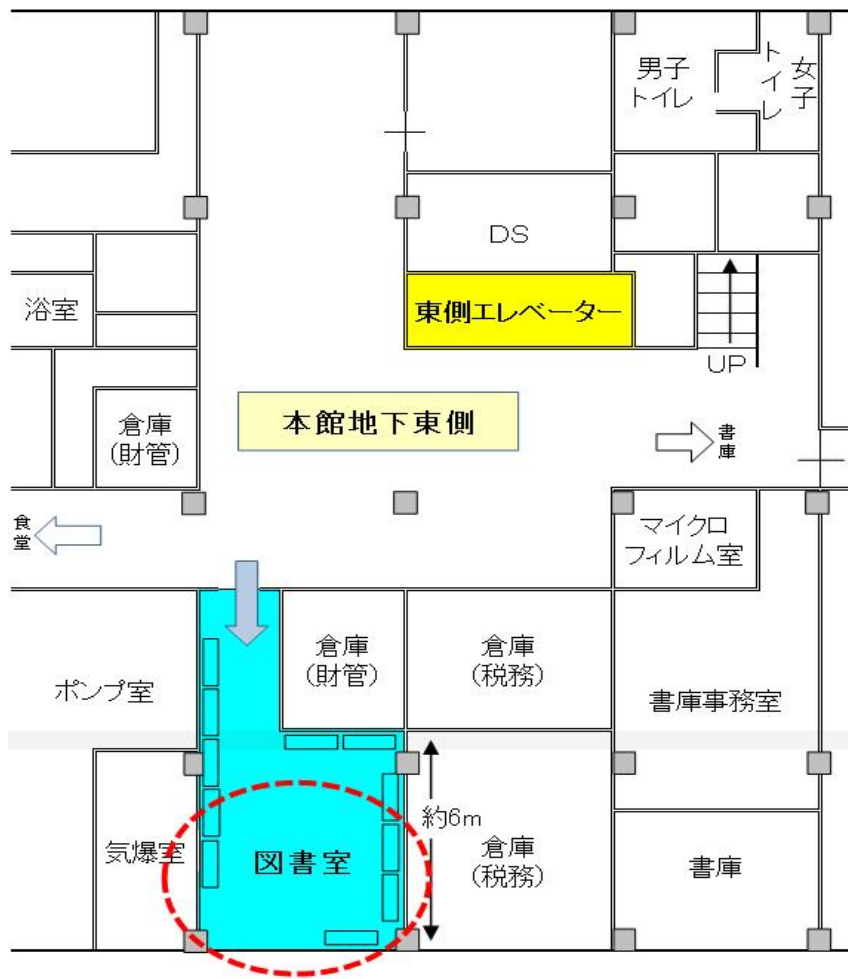 男子
トイレ
女子
トイレ
DS
浴室
東側エレベーター
UP
倉庫
(財管)
本館地下東側
書庫
食堂
マイクロ
フィルム室
ポンプ室
倉庫
(財管)
倉庫
(税務)
書庫事務室
約6m
気爆室
図書室
倉庫
(税務)
書庫